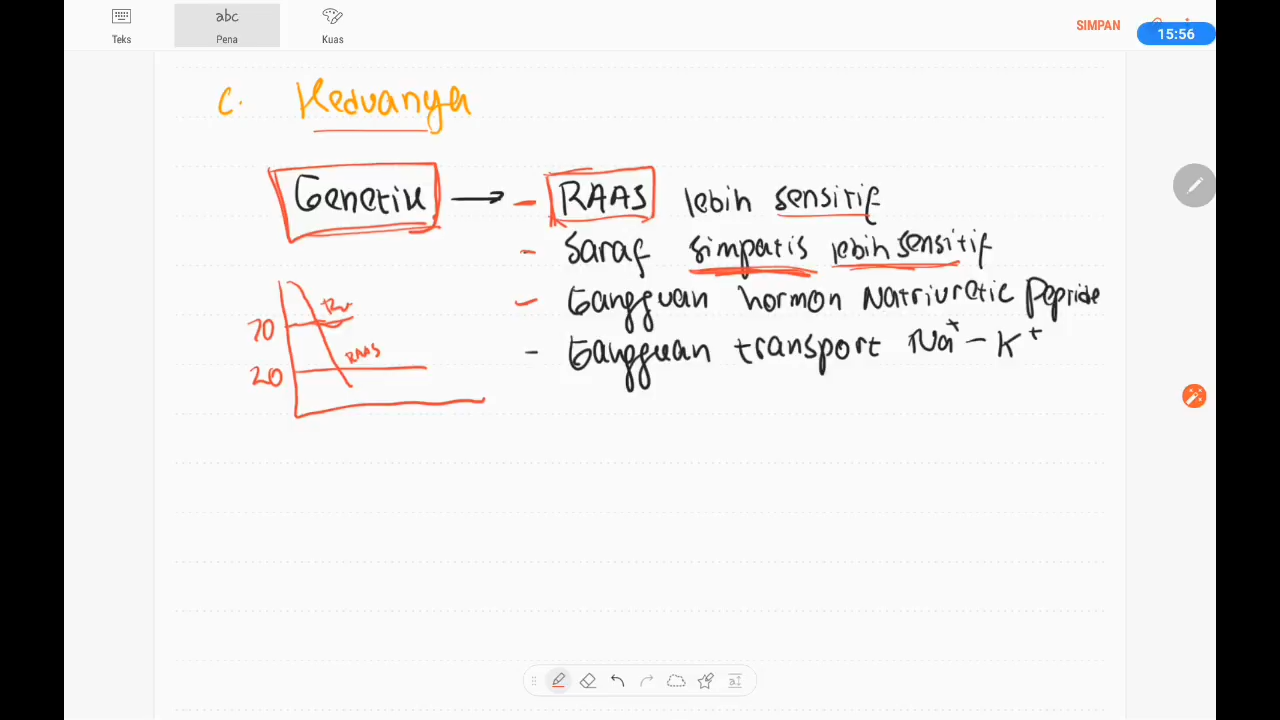 Teks
abc
Pena
Kuas
SIMPAN
15:56
C. Keduanya
Genetik → - RAAS lebih sensitif
- Saraf simpatis lebih sensitif
- Gangguan hormon Natriuretic Peptide
- Gangguan transport Na+ - K+
70
RAAS
20